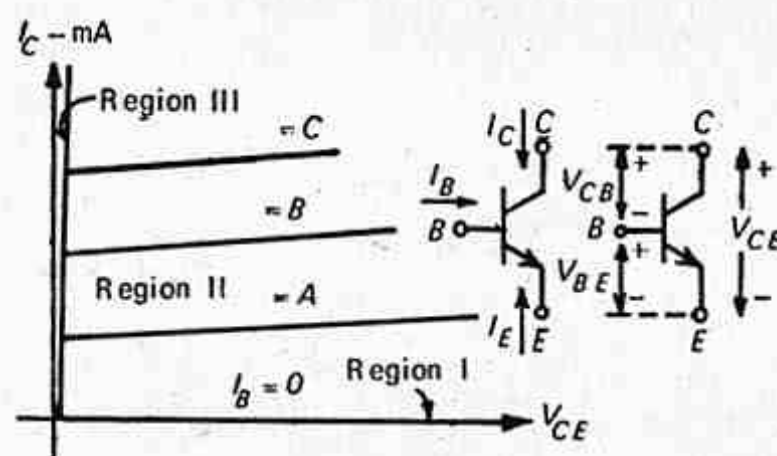 I_C – mA
Region III
= C
= B
Region II
= A
I_B = 0
Region I
V_CE
I_C
C
I_B
B
I_E
E
C
+
V_CB
–
B
+
V_BE
–
E
+
V_CE
–